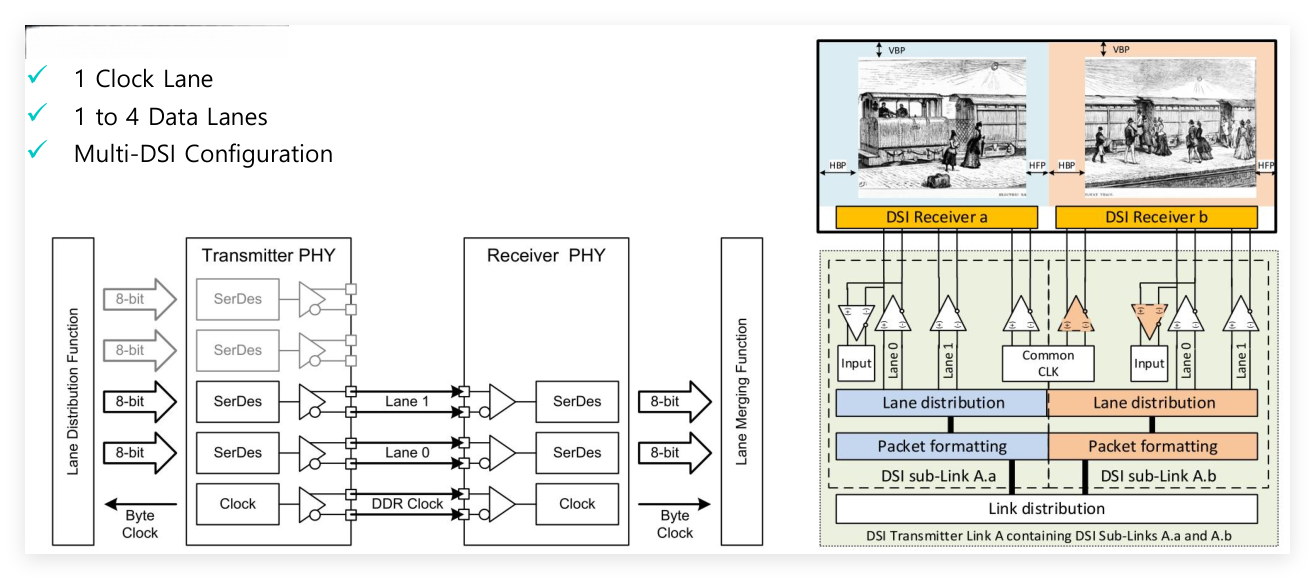 1 Clock Lane
1 to 4 Data Lanes
Multi-DSI Configuration
Lane Distribution Function
Transmitter PHY
8-bit
SerDes
8-bit
SerDes
8-bit
SerDes
8-bit
SerDes
Byte
Clock
Clock
Lane 1
Lane 0
DDR Clock
Receiver PHY
SerDes
8-bit
SerDes
8-bit
Clock
Byte
Clock
Lane Merging Function
VBP
VBP
HBP
HFP
HBP
HFP
DSI Receiver a
DSI Receiver b
Input
Lane 0
Lane 1
Common
CLK
Input
Lane 0
Lane 1
Lane distribution
Lane distribution
Packet formatting
Packet formatting
DSI sub-Link A.a
DSI sub-Link A.b
Link distribution
DSI Transmitter Link A containing DSI Sub-Links A.a and A.b